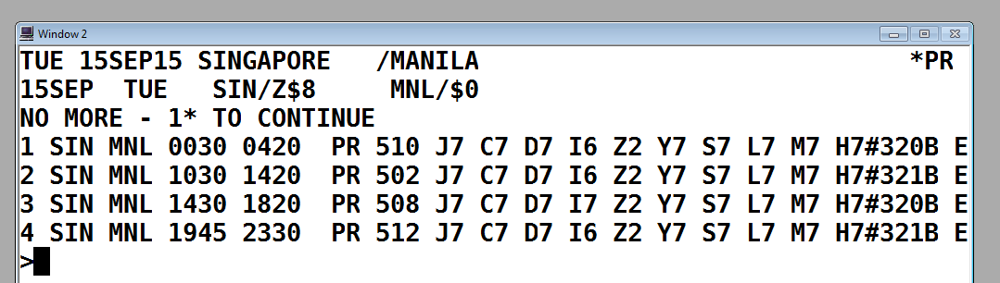 Window 2
TUE 15SEP15 SINGAPORE /MANILA *PR
15SEP TUE SIN/Z$8 MNL/$0
NO MORE - 1* TO CONTINUE
1 SIN MNL 0030 0420 PR 510 J7 C7 D7 I6 Z2 Y7 S7 L7 M7 H7#320B E
2 SIN MNL 1030 1420 PR 502 J7 C7 D7 I6 Z2 Y7 S7 L7 M7 H7#321B E
3 SIN MNL 1430 1820 PR 508 J7 C7 D7 I7 Z2 Y7 S7 L7 M7 H7#320B E
4 SIN MNL 1945 2330 PR 512 J7 C7 D7 I6 Z2 Y7 S7 L7 M7 H7#321B E
>